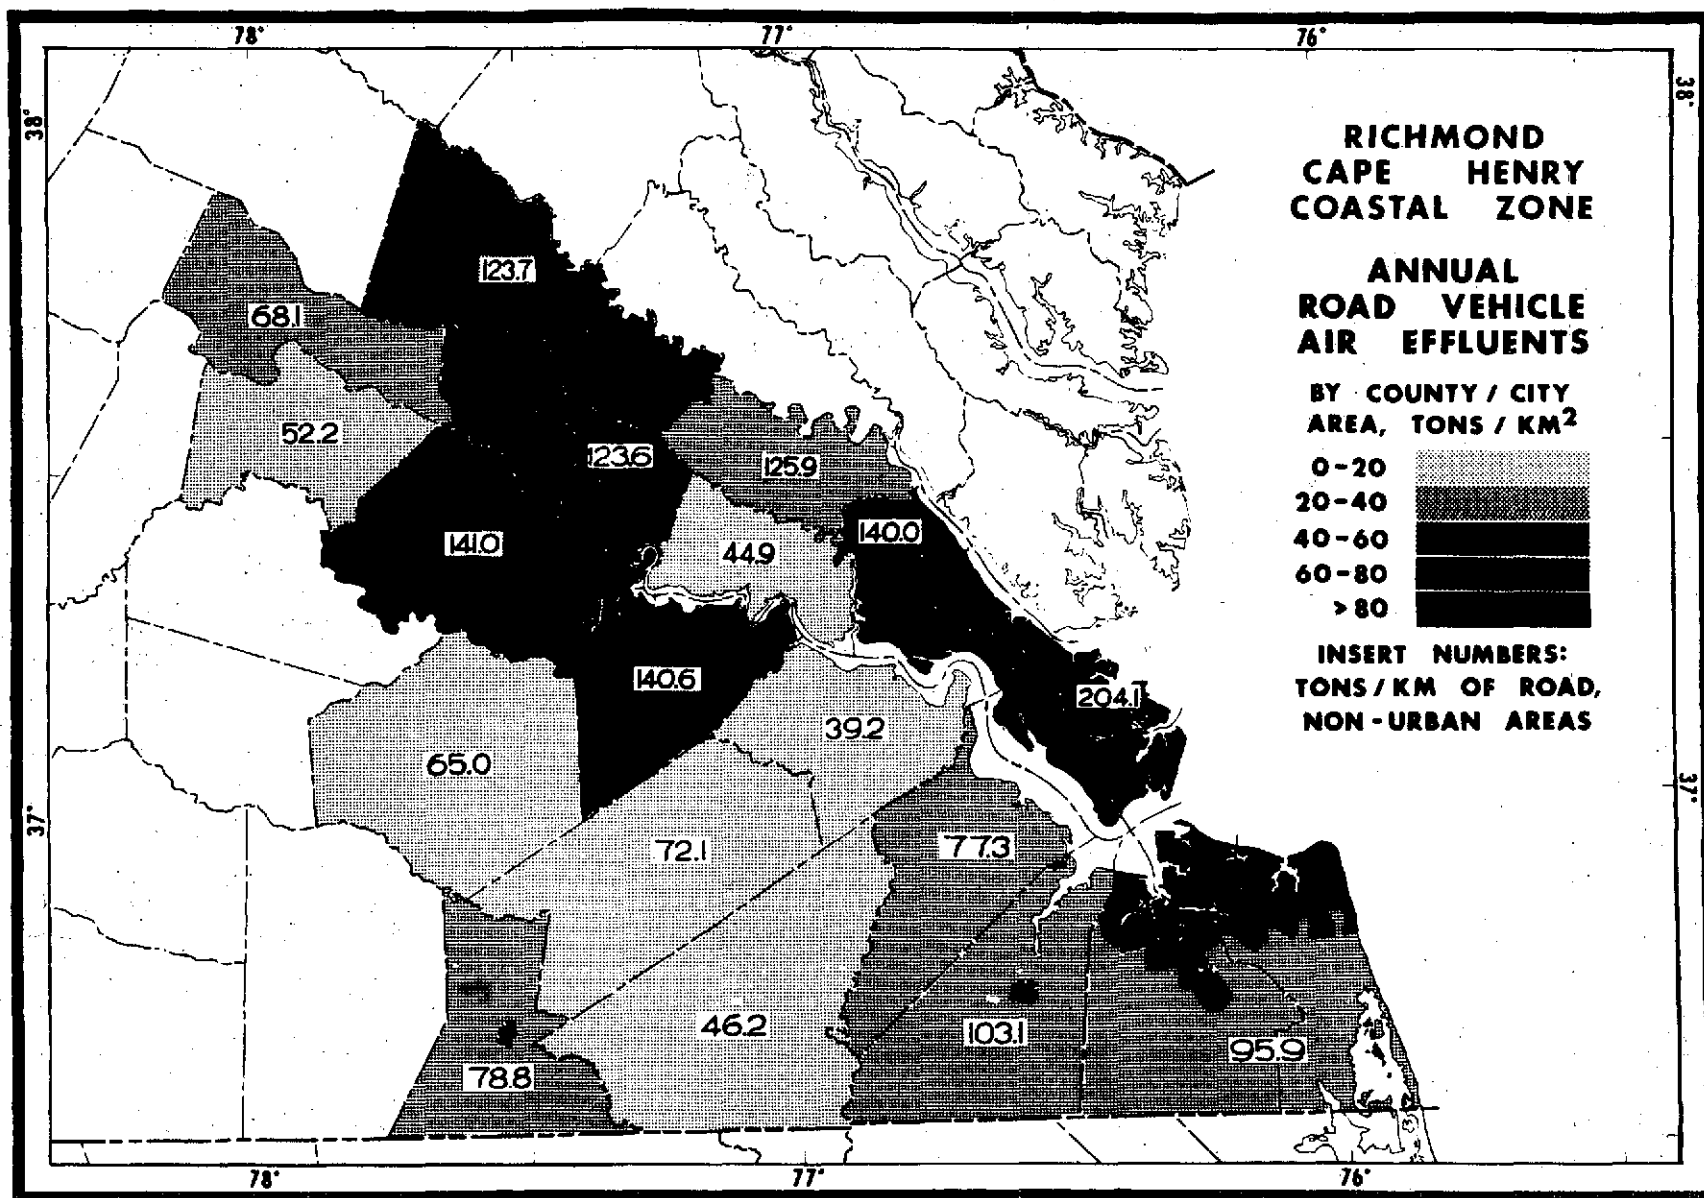 78° 77° 76°
38° 38°
RICHMOND
CAPE HENRY
COASTAL ZONE
ANNUAL
ROAD VEHICLE
AIR EFFLUENTS
BY COUNTY / CITY
AREA, TONS / KM²
0-20
20-40
40-60
60-80
>80
INSERT NUMBERS:
TONS / KM OF ROAD,
NON-URBAN AREAS
123.7
68.1
52.2
123.6
125.9
141.0
44.9
140.0
140.6
204.1
39.2
65.0
72.1
77.3
46.2
103.1
95.9
78.8
37° 37°
78° 77° 76°